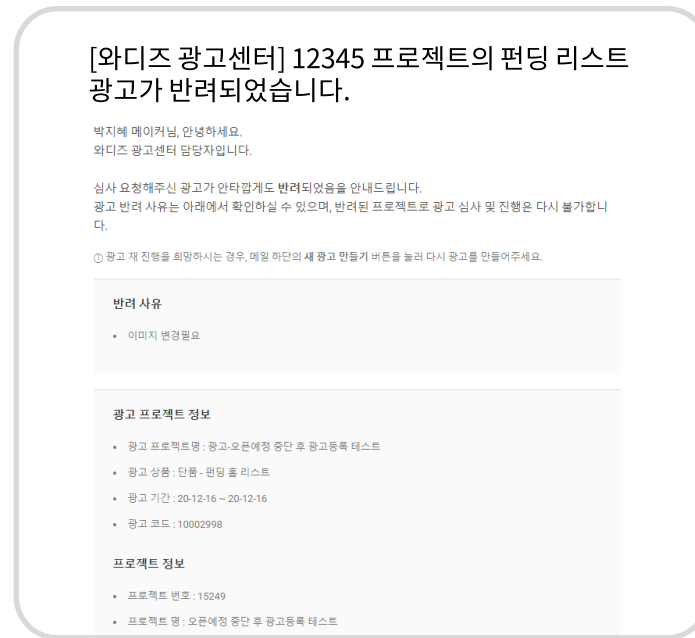 [와디즈 광고센터] 12345 프로젝트의 펀딩 리스트
광고가 반려되었습니다.
박지혜 메이커님, 안녕하세요.
와디즈 광고센터 담당자입니다.
심사 요청해주신 광고가 안타깝게도 반려되었음을 안내드립니다.
광고 반려 사유는 아래에서 확인하실 수 있으며, 반려된 프로젝트로 광고 심사 및 진행은 다시 불가합니
다.
광고 재 진행을 희망하시는 경우, 메일 하단의 새 광고 만들기 버튼을 눌러 다시 광고를 만들어주세요.
반려 사유
• 이미지 변경필요
광고 프로젝트 정보
• 광고 프로젝트명 : 광고-오픈예정 중단 후 광고등록 테스트
• 광고 상품 : 단품 - 펀딩 홈 리스트
• 광고 기간 : 20-12-16 ~ 20-12-16
• 광고 코드 : 10002998
프로젝트 정보
• 프로젝트 번호 : 15249
• 프로젝트 명 : 오픈예정 중단 후 광고등록 테스트